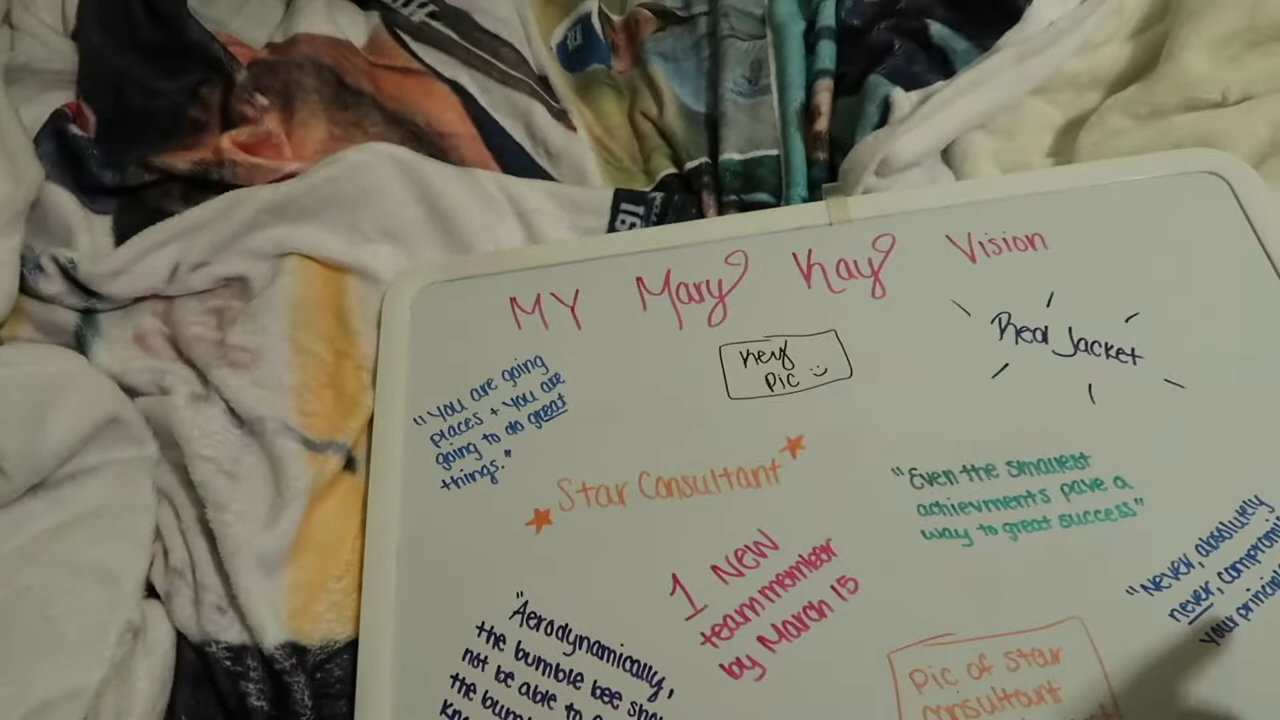 MY Mary Kay Vision
Key
Pic
Real Jacket
"You are going
places + you are
going to do great
things."
Star Consultant
"Even the smallest
achievments pave a
way to great success"
1 New
team member
by March 15
"Never, absolutely
never,
your
"Aerodynamically,
the bumble bee
not be able to
the
Pic of star
consultant
16